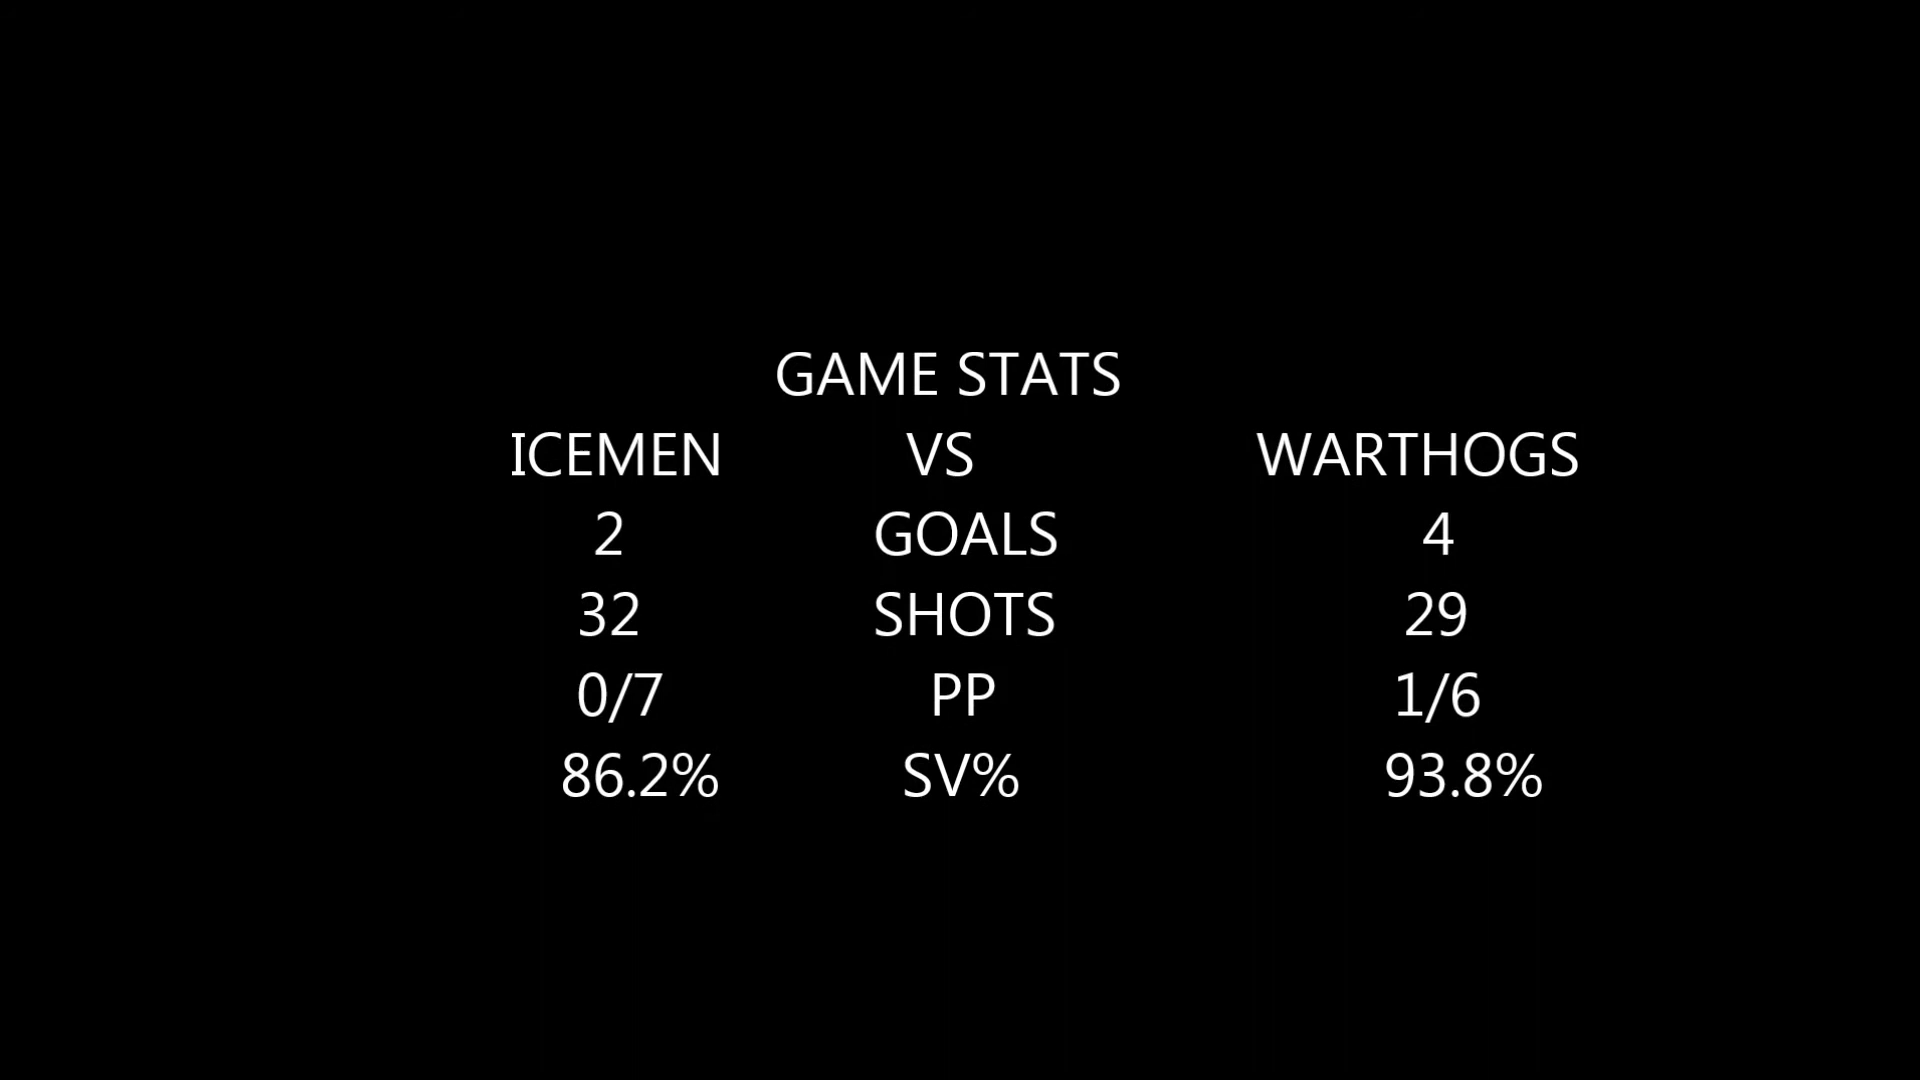 GAME STATS
ICEMEN VS WARTHOGS
2 GOALS 4
32 SHOTS 29
0/7 PP 1/6
86.2% SV% 93.8%